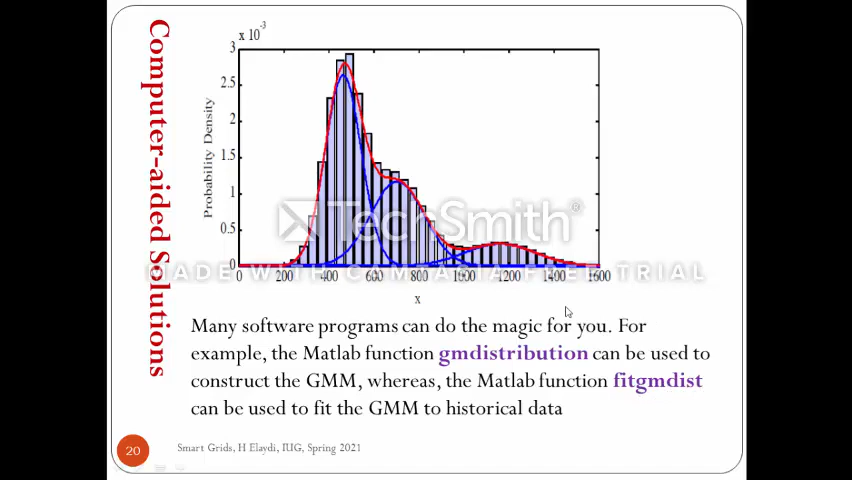 Computer-aided Solutions
x 10⁻³
3
2.5
2
1.5
1
0.5
0
Probability Density
0 200 400 600 800 1000 1200 1400 1600
x
TechSmith®
MADE WITH CAMTASIA FREE TRIAL
Many software programs can do the magic for you. For
example, the Matlab function gmdistribution can be used to
construct the GMM, whereas, the Matlab function fitgmdist
can be used to fit the GMM to historical data
20
Smart Grids, H Elaydi, IUG, Spring 2021